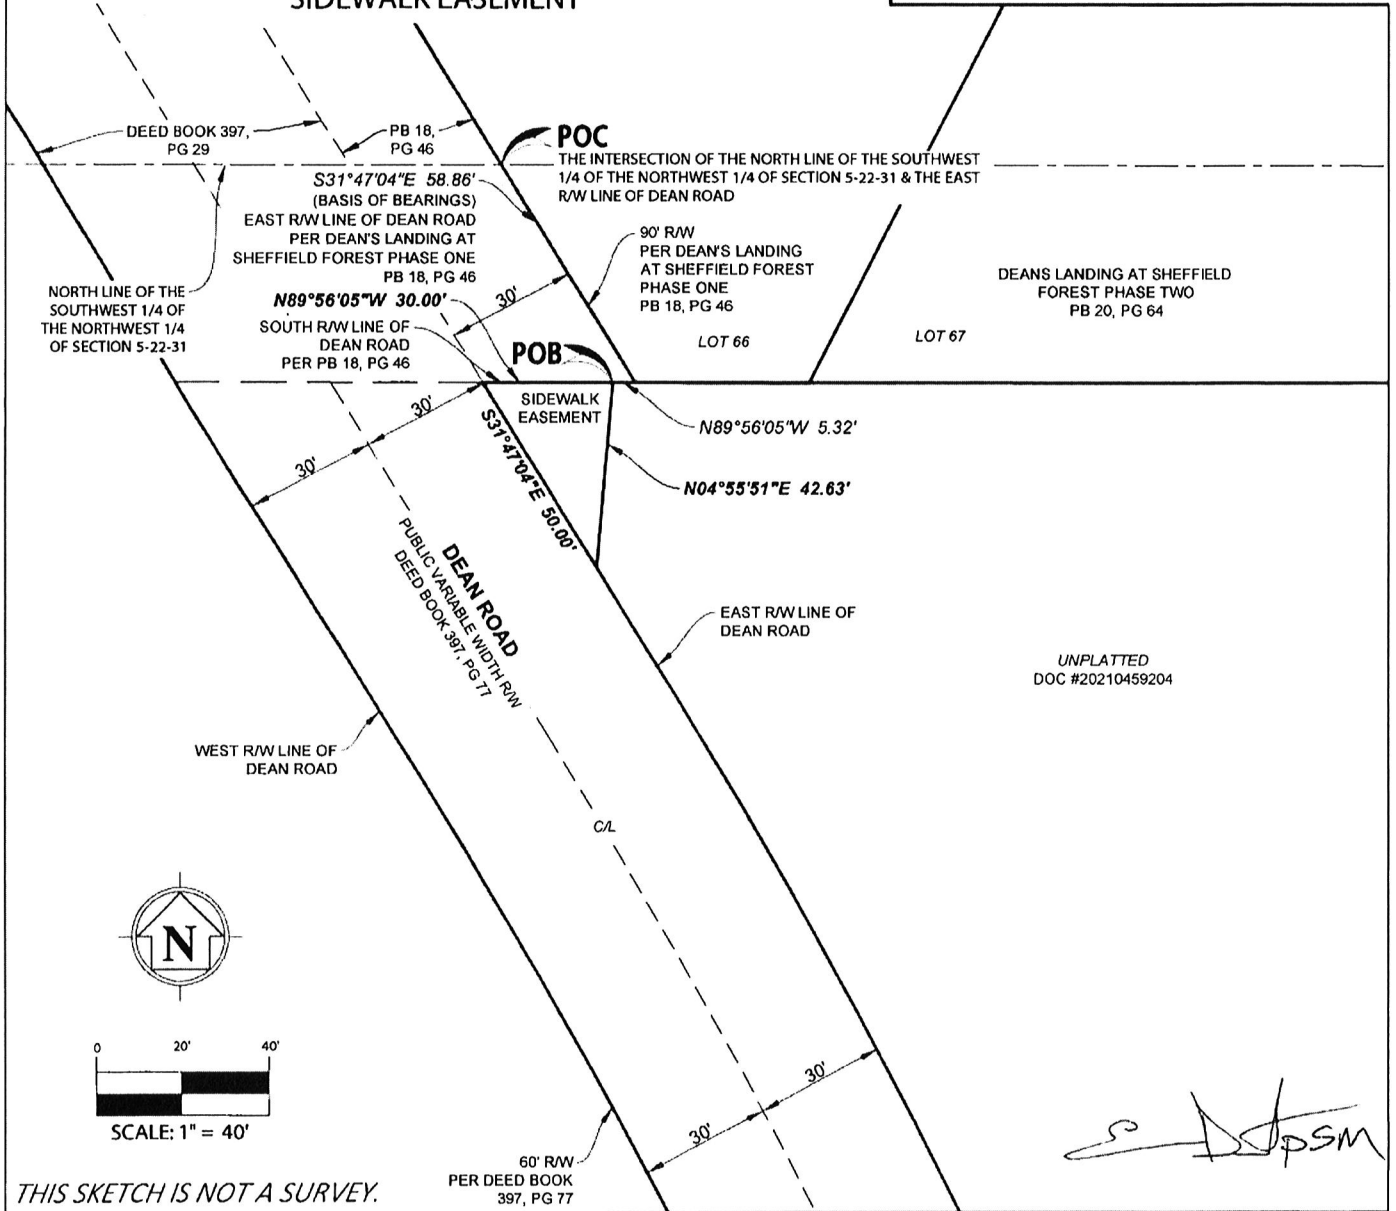 SIDEWALK EASEMENT
DEED BOOK 397,
PG 29
PB 18,
PG 46
POC
THE INTERSECTION OF THE NORTH LINE OF THE SOUTHWEST
1/4 OF THE NORTHWEST 1/4 OF SECTION 5-22-31 & THE EAST
R/W LINE OF DEAN ROAD
S31°47'04"E 58.86'
(BASIS OF BEARINGS)
EAST R/W LINE OF DEAN ROAD
PER DEAN'S LANDING AT
SHEFFIELD FOREST PHASE ONE
PB 18, PG 46
90' R/W
PER DEAN'S LANDING
AT SHEFFIELD FOREST
PHASE ONE
PB 18, PG 46
DEANS LANDING AT SHEFFIELD
FOREST PHASE TWO
PB 20, PG 64
NORTH LINE OF THE
SOUTHWEST 1/4 OF
THE NORTHWEST 1/4
OF SECTION 5-22-31
N89°56'05"W 30.00'
30'
SOUTH R/W LINE OF
DEAN ROAD
PER PB 18, PG 46
POB
LOT 66
LOT 67
SIDEWALK
EASEMENT
30'
30'
N89°56'05"W 5.32'
S31°47'04"E 50.00'
N04°55'51"E 42.63'
DEAN ROAD
PUBLIC VARIABLE WIDTH R/W
DEED BOOK 397, PG 77
EAST R/W LINE OF
DEAN ROAD
UNPLATTED
DOC #20210459204
WEST R/W LINE OF
DEAN ROAD
C/L
N
0 20' 40'
SCALE: 1" = 40'
30'
30'
60' R/W
PER DEED BOOK
397, PG 77
PSM
THIS SKETCH IS NOT A SURVEY.